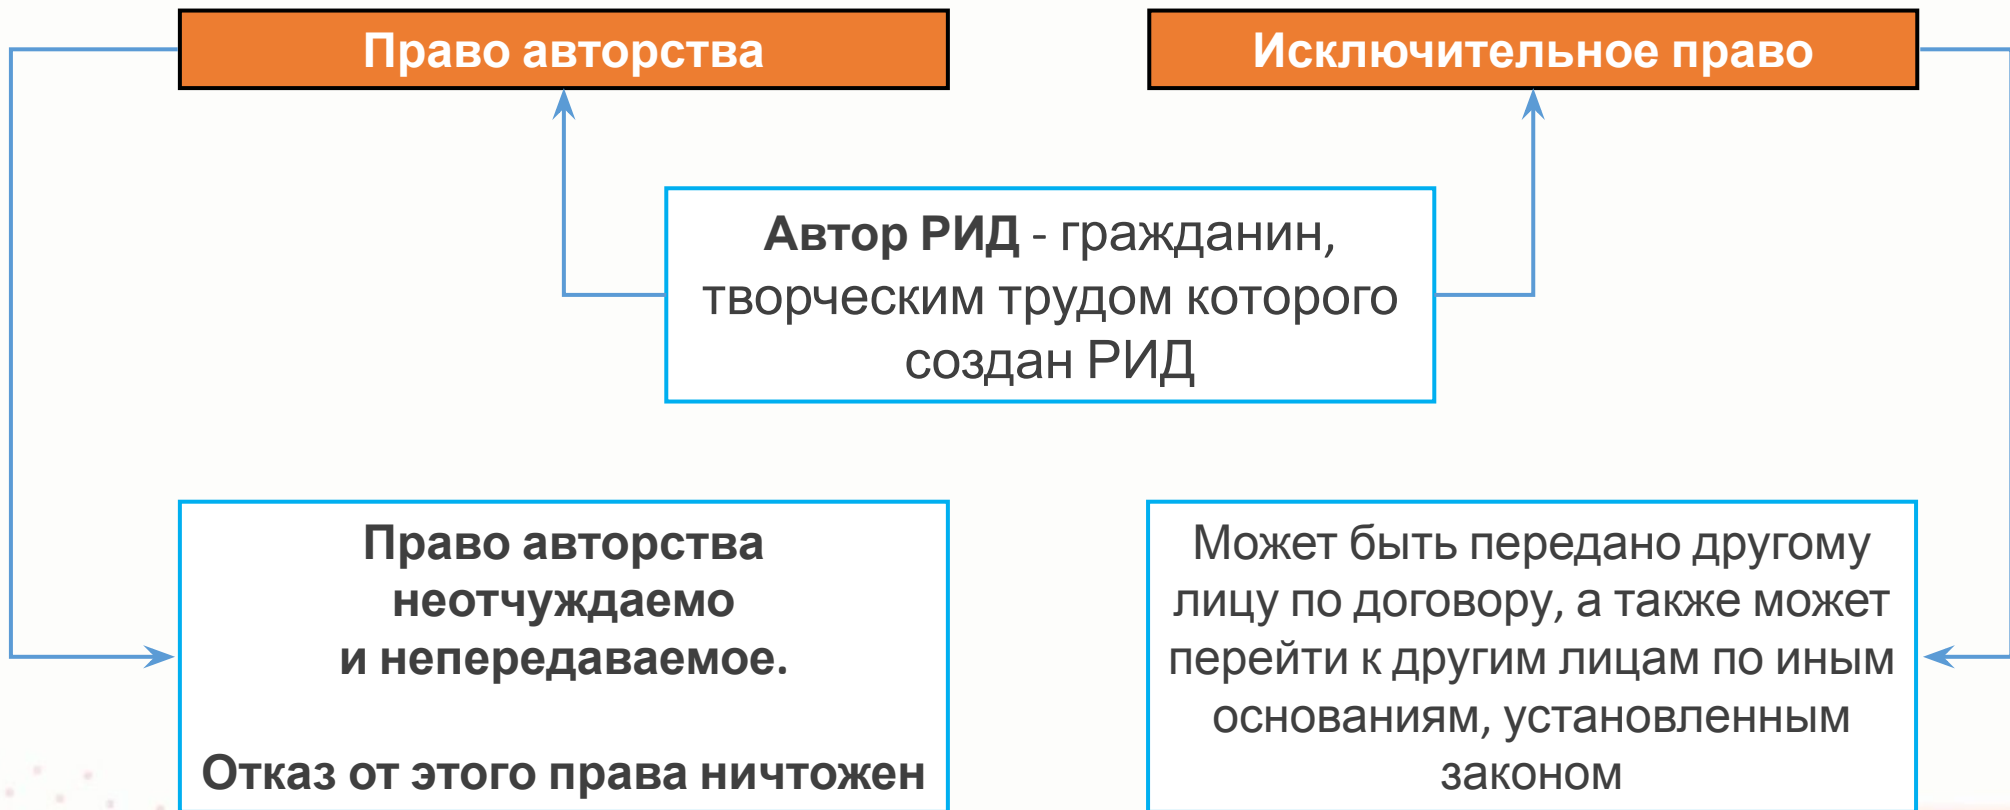 Право авторства
Исключительное право
Автор РИД - гражданин,
творческим трудом которого
создан РИД
Право авторства
неотчуждаемо
и непередаваемое.
Отказ от этого права ничтожен
Может быть передано другому
лицу по договору, а также может
перейти к другим лицам по иным
основаниям, установленным
законом